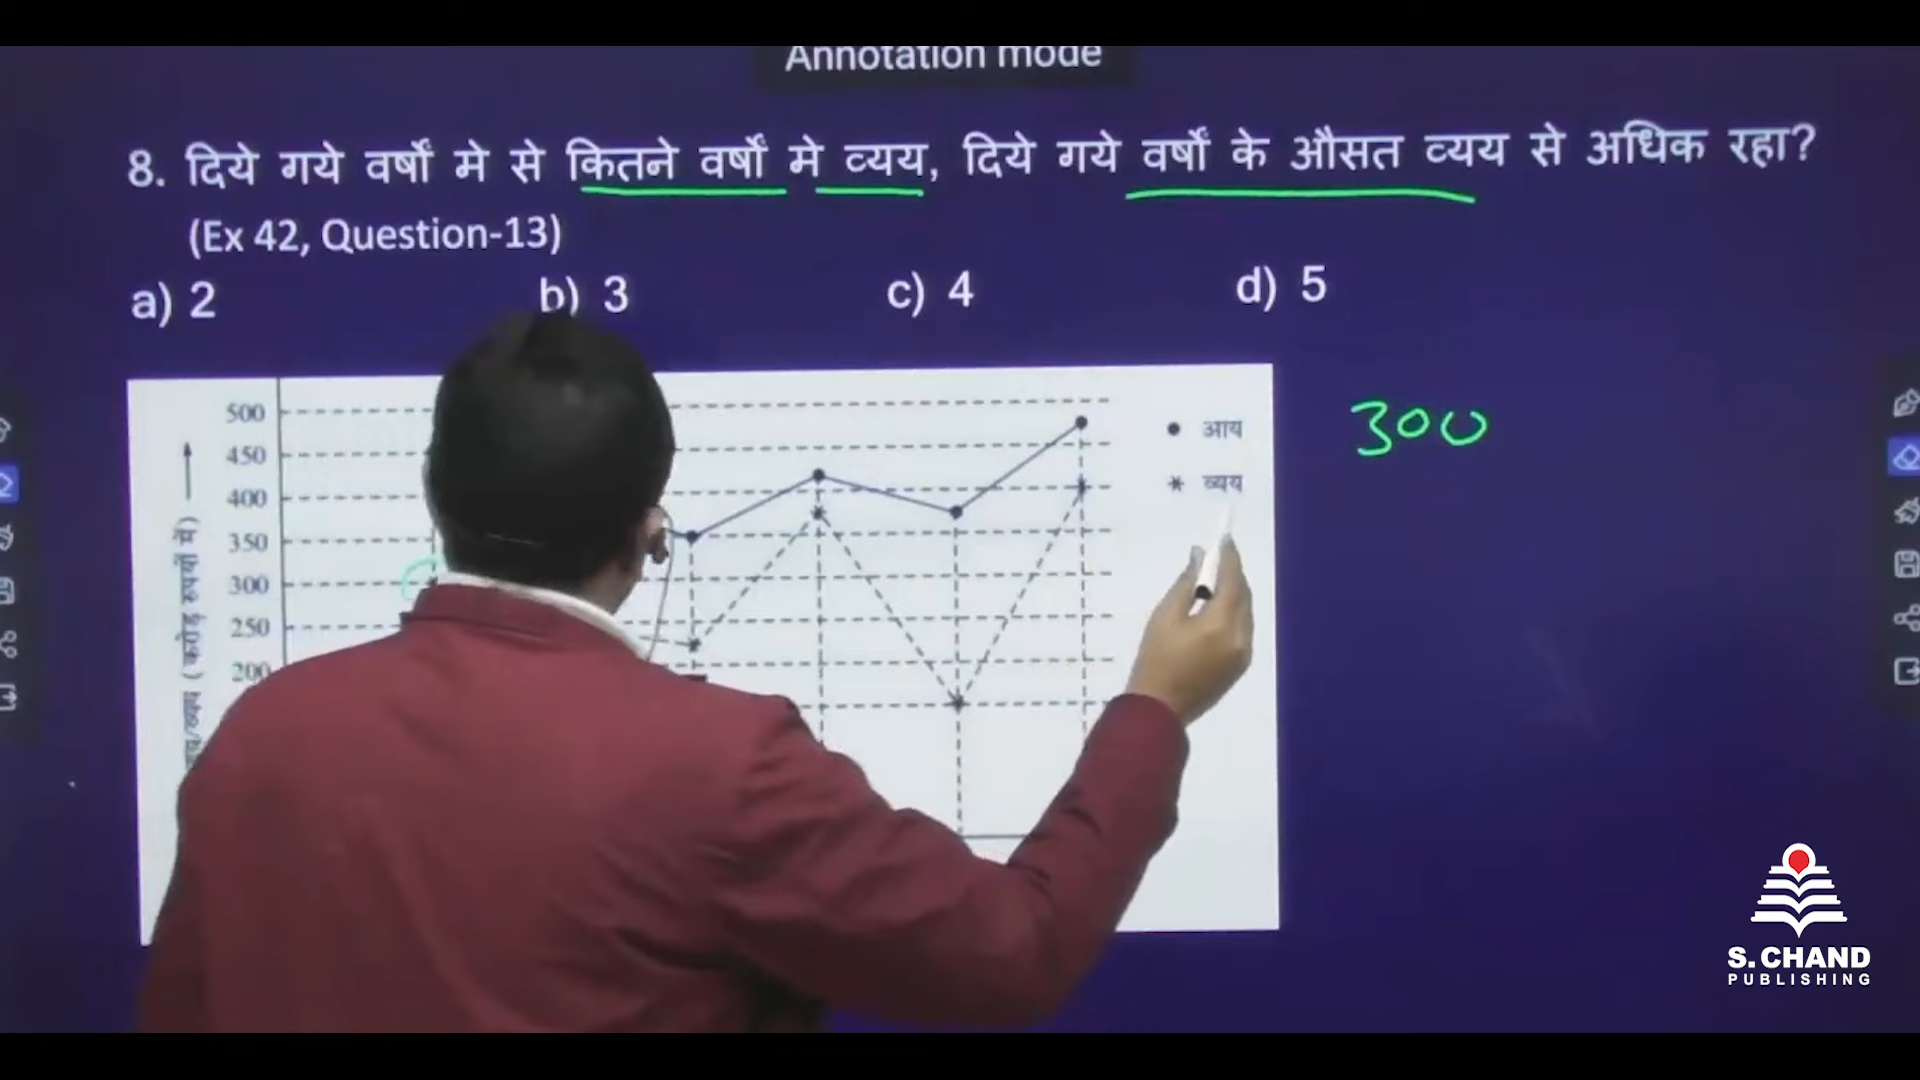 Annotation mode
8. दिये गये वर्षों मे से कितने वर्षों मे व्यय, दिये गये वर्षों के औसत व्यय से अधिक रहा?
(Ex 42, Question-13)
a) 2 b) 3 c) 4 d) 5
500
450
400
350
300
250
200
आय
व्यय
300
S. CHAND
PUBLISHING